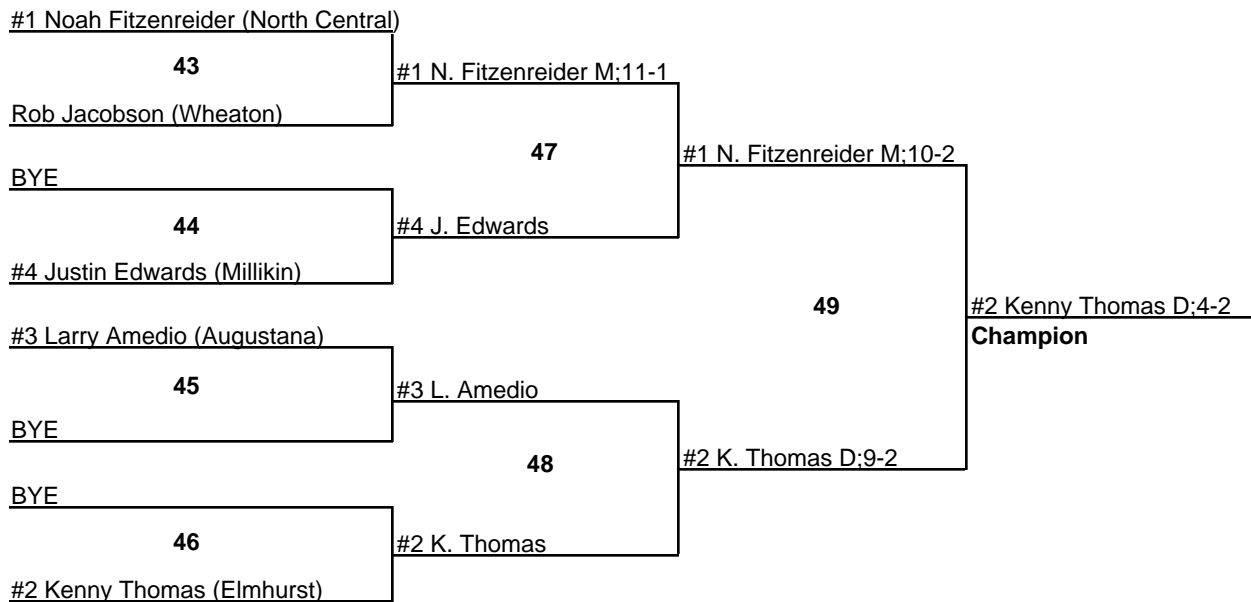 #1 Noah Fitzenreider (North Central)
43
#1 N. Fitzenreider M;11-1
Rob Jacobson (Wheaton)
47
#1 N. Fitzenreider M;10-2
BYE
44
#4 J. Edwards
#4 Justin Edwards (Millikin)
49
#2 Kenny Thomas D;4-2
Champion
#3 Larry Amedio (Augustana)
45
#3 L. Amedio
BYE
48
#2 K. Thomas D;9-2
BYE
46
#2 K. Thomas
#2 Kenny Thomas (Elmhurst)